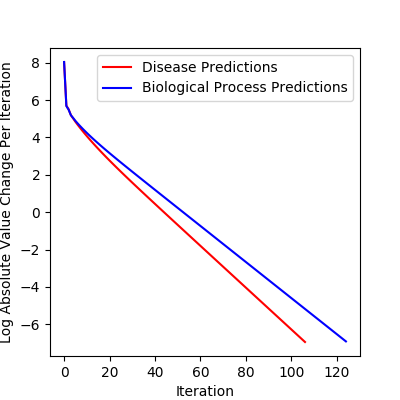 Disease Predictions
Biological Process Predictions
Log Absolute Value Change Per Iteration
8
6
4
2
0
−2
−4
−6
0 20 40 60 80 100 120
Iteration